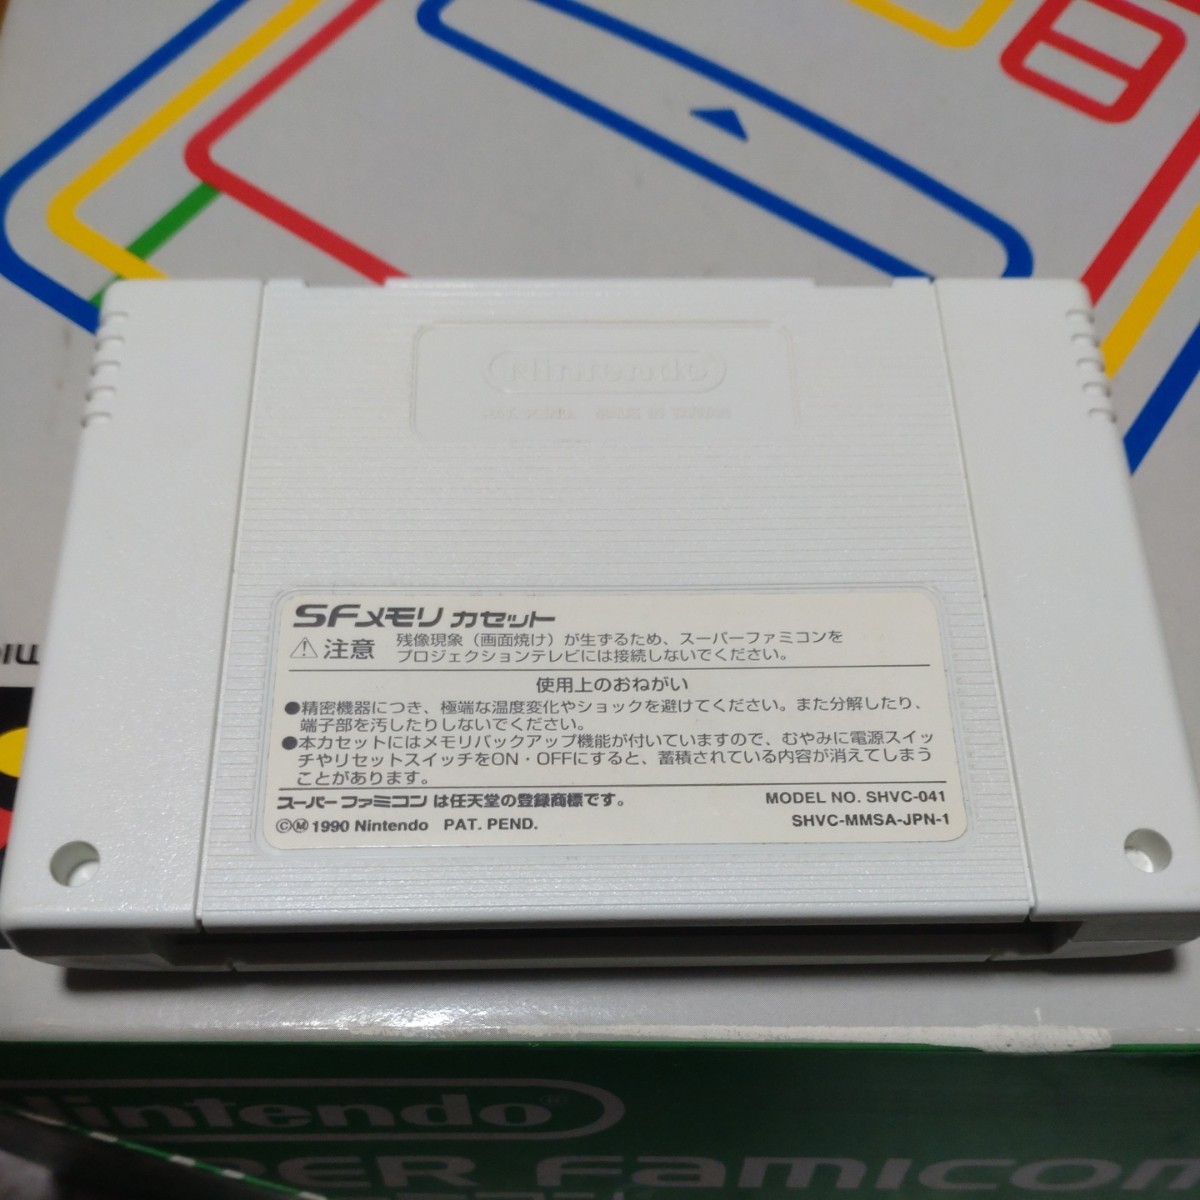 Nintendo
SFメモリ カセット
注意
残像現象（画面焼け）が生ずるため、スーパーファミコンを
プロジェクションテレビには接続しないでください。
使用上のおねがい
●精密機器につき、極端な温度変化やショックを避けてください。また分解したり、
端子部を汚したりしないでください。
●本カセットにはメモリバックアップ機能が付いていますので、むやみに電源スイッ
チやリセットスイッチをON・OFFにすると、蓄積されている内容が消えてしまう
ことがあります。
スーパーファミコンは任天堂の登録商標です。
MODEL NO. SHVC-041
©Ⓜ1990 Nintendo PAT. PEND.
SHVC-MMSA-JPN-1
Nintendo®
SUPER Famicom